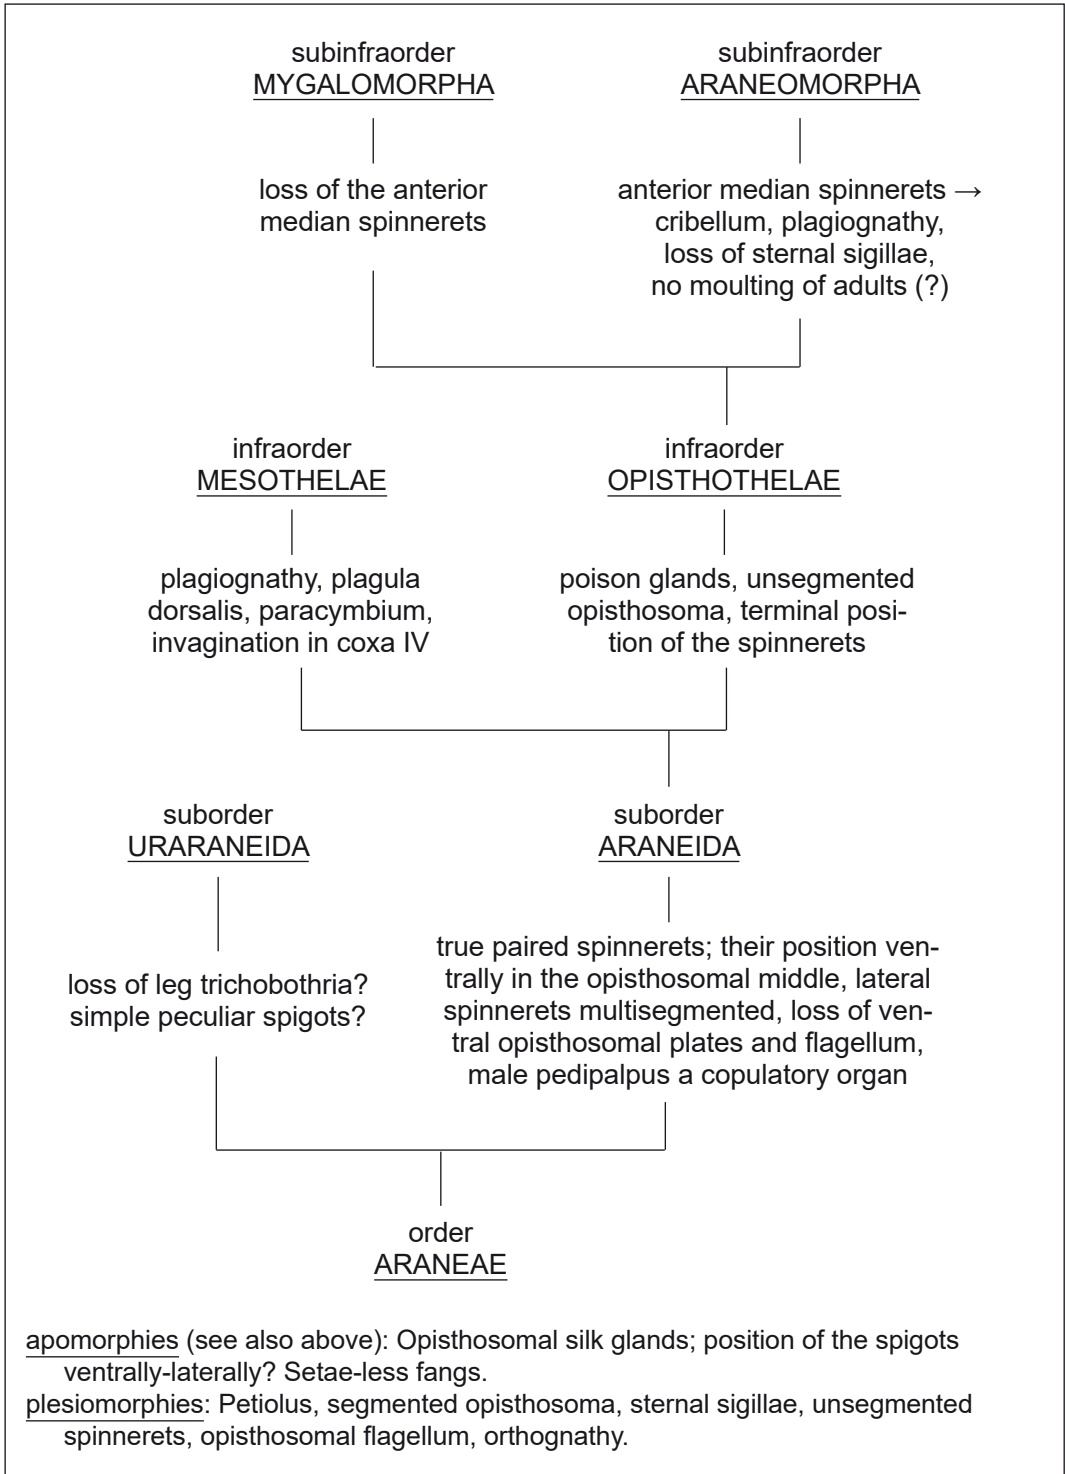 subinfraorder
MYGALOMORPHA
subinfraorder
ARANEOMORPHA
loss of the anterior
median spinnerets
anterior median spinnerets →
cribellum, plagiognathy,
loss of sternal sigillae,
no moulting of adults (?)
infraorder
MESOTHELAE
infraorder
OPISTHOTHELAE
plagiognathy, plagula
dorsalis, paracymbium,
invagination in coxa IV
poison glands, unsegmented
opisthosoma, terminal posi-
tion of the spinnerets
suborder
URARANEIDA
suborder
ARANEIDA
loss of leg trichobothria?
simple peculiar spigots?
true paired spinnerets; their position ven-
trally in the opisthosomal middle, lateral
spinnerets multisegmented, loss of ven-
tral opisthosomal plates and flagellum,
male pedipalpus a copulatory organ
order
ARANEAE
apomorphies (see also above): Opisthosomal silk glands; position of the spigots
ventrally-laterally? Setae-less fangs.
plesiomorphies: Petiolus, segmented opisthosoma, sternal sigillae, unsegmented
spinnerets, opisthosomal flagellum, orthognathy.